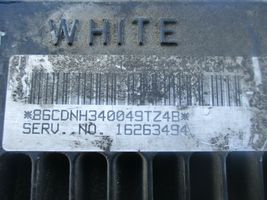 WHITE
*86CDNH340049TZ4B*
SERV. NO. 16263494